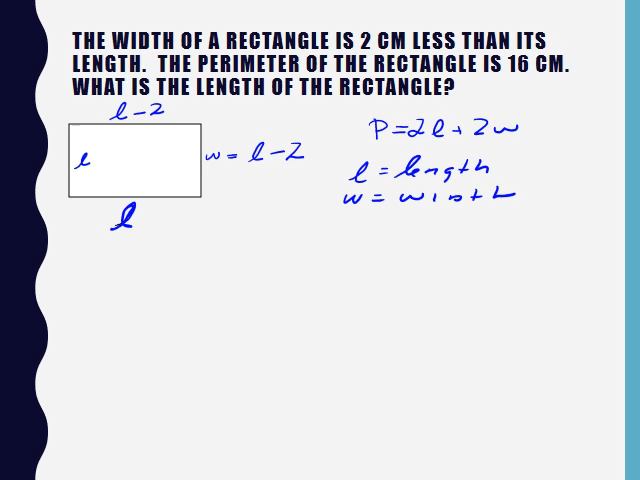 THE WIDTH OF A RECTANGLE IS 2 CM LESS THAN ITS
LENGTH. THE PERIMETER OF THE RECTANGLE IS 16 CM.
WHAT IS THE LENGTH OF THE RECTANGLE?
l - 2
l
w = l - 2
l
P = 2l + 2w
l = length
w = width